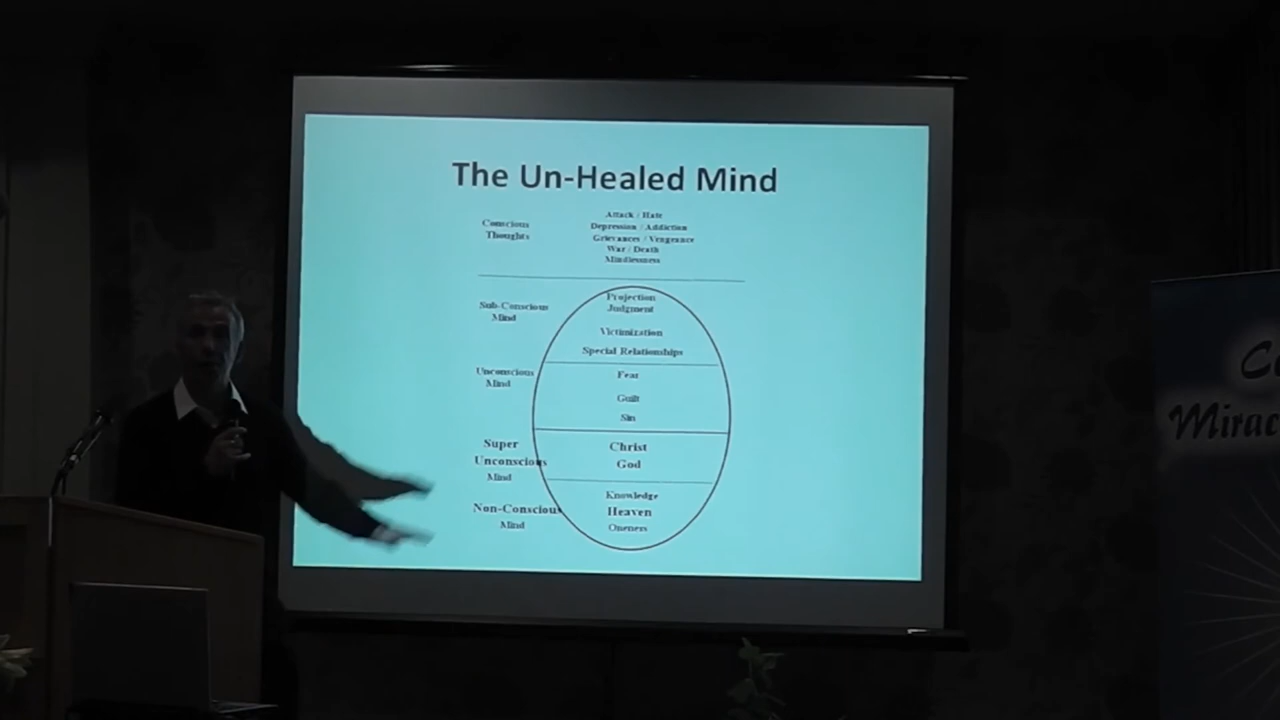 The Un-Healed Mind
Conscious
Thoughts
Attack / Hate
Depression / Addiction
Grievances / Vengeance
War / Death
Mindlessness
Sub-Conscious
Mind
Projection
Judgment
Victimization
Special Relationships
Unconscious
Mind
Fear
Guilt
Sin
Super
Unconscious
Mind
Christ
God
Non-Conscious
Mind
Knowledge
Heaven
Oneness